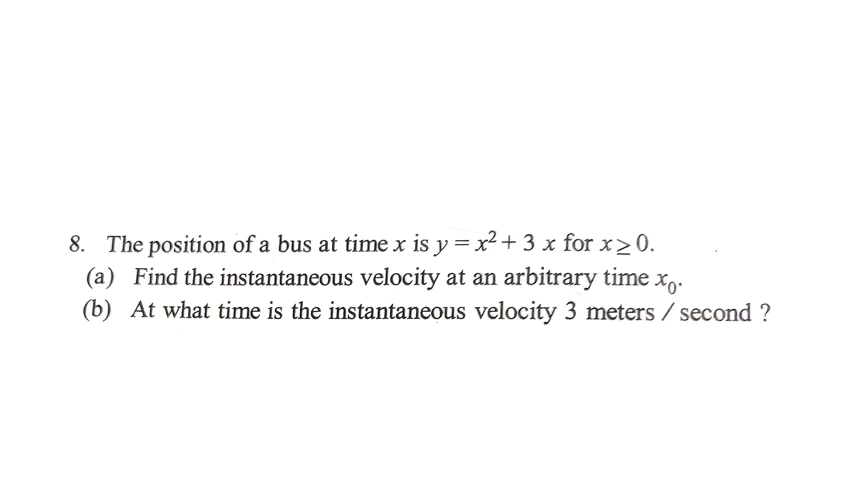 8. The position of a bus at time x is y = x² + 3 x for x ≥ 0.
(a) Find the instantaneous velocity at an arbitrary time x₀.
(b) At what time is the instantaneous velocity 3 meters / second ?